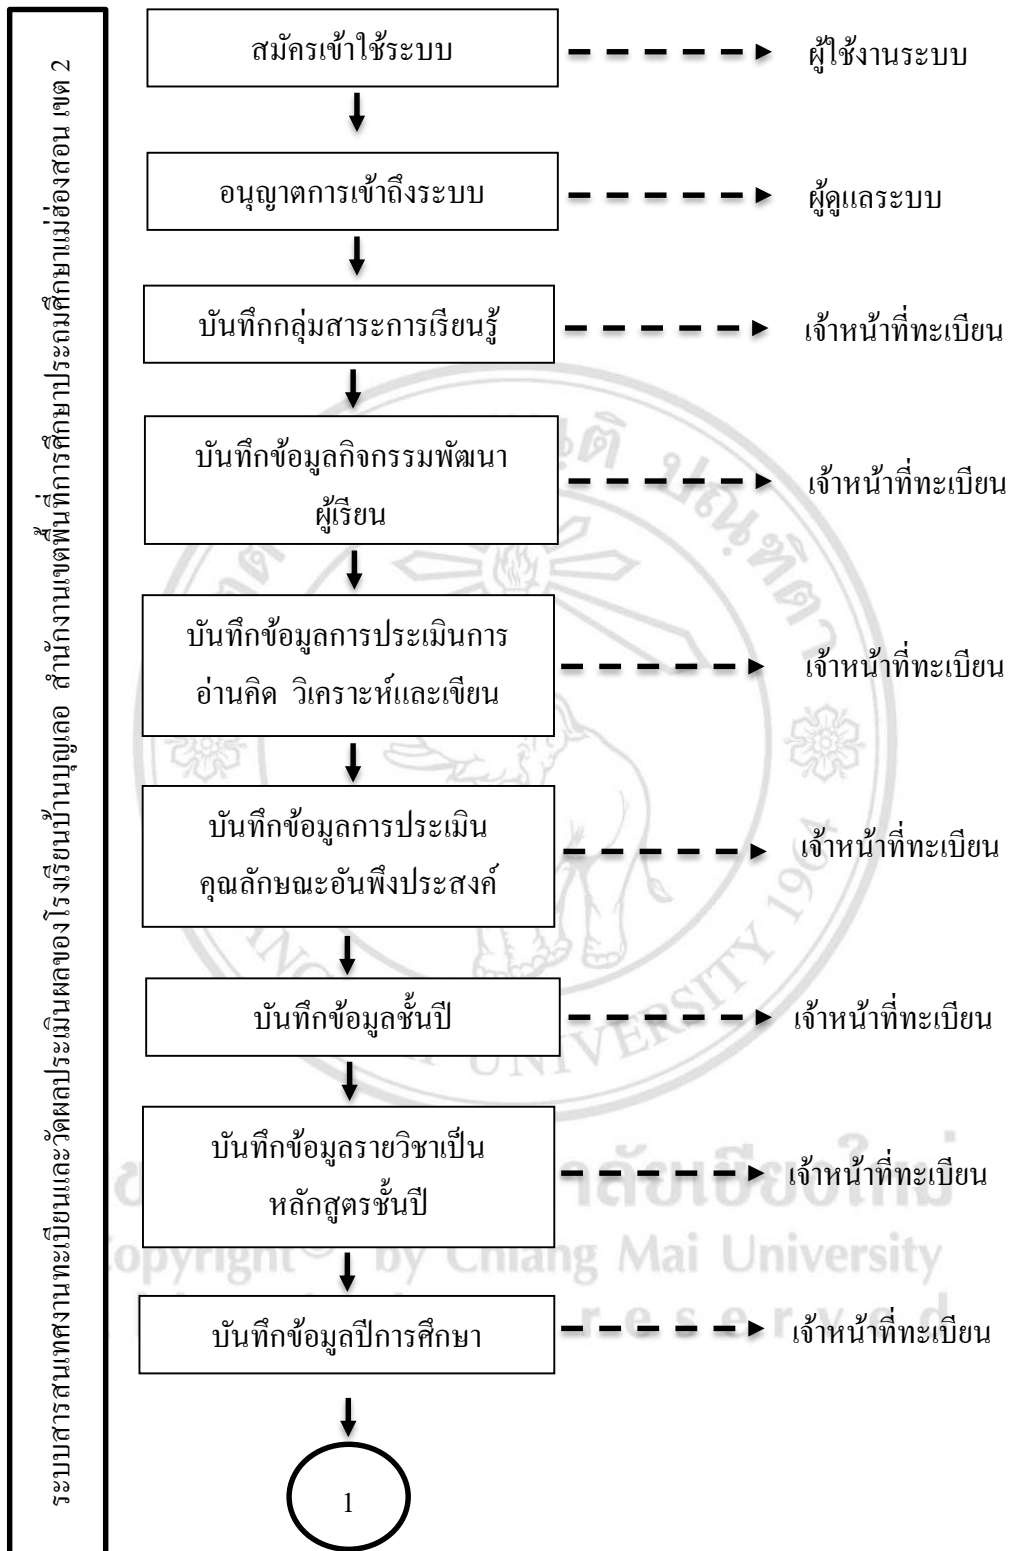 ระบบสารสนเทศงานทะเบียนและวัดผลประเมินผลของโรงเรียนบ้านบุญเลอ สำนักงานเขตพื้นที่การศึกษาประถมศึกษาแม่ฮ่องสอน เขต 2
สมัครเข้าใช้ระบบ
ผู้ใช้งานระบบ
อนุญาตการเข้าถึงระบบ
ผู้ดูแลระบบ
บันทึกกลุ่มสาระการเรียนรู้
เจ้าหน้าที่ทะเบียน
บันทึกข้อมูลกิจกรรมพัฒนา
ผู้เรียน
เจ้าหน้าที่ทะเบียน
บันทึกข้อมูลการประเมินการ
อ่านคิด วิเคราะห์และเขียน
เจ้าหน้าที่ทะเบียน
บันทึกข้อมูลการประเมิน
คุณลักษณะอันพึงประสงค์
เจ้าหน้าที่ทะเบียน
บันทึกข้อมูลชั้นปี
เจ้าหน้าที่ทะเบียน
บันทึกข้อมูลรายวิชาเป็น
หลักสูตรชั้นปี
เจ้าหน้าที่ทะเบียน
บันทึกข้อมูลปีการศึกษา
เจ้าหน้าที่ทะเบียน
1
ปณฺฑิตา
UNIVERSITY 1964
by Chiang Mai University
reserved